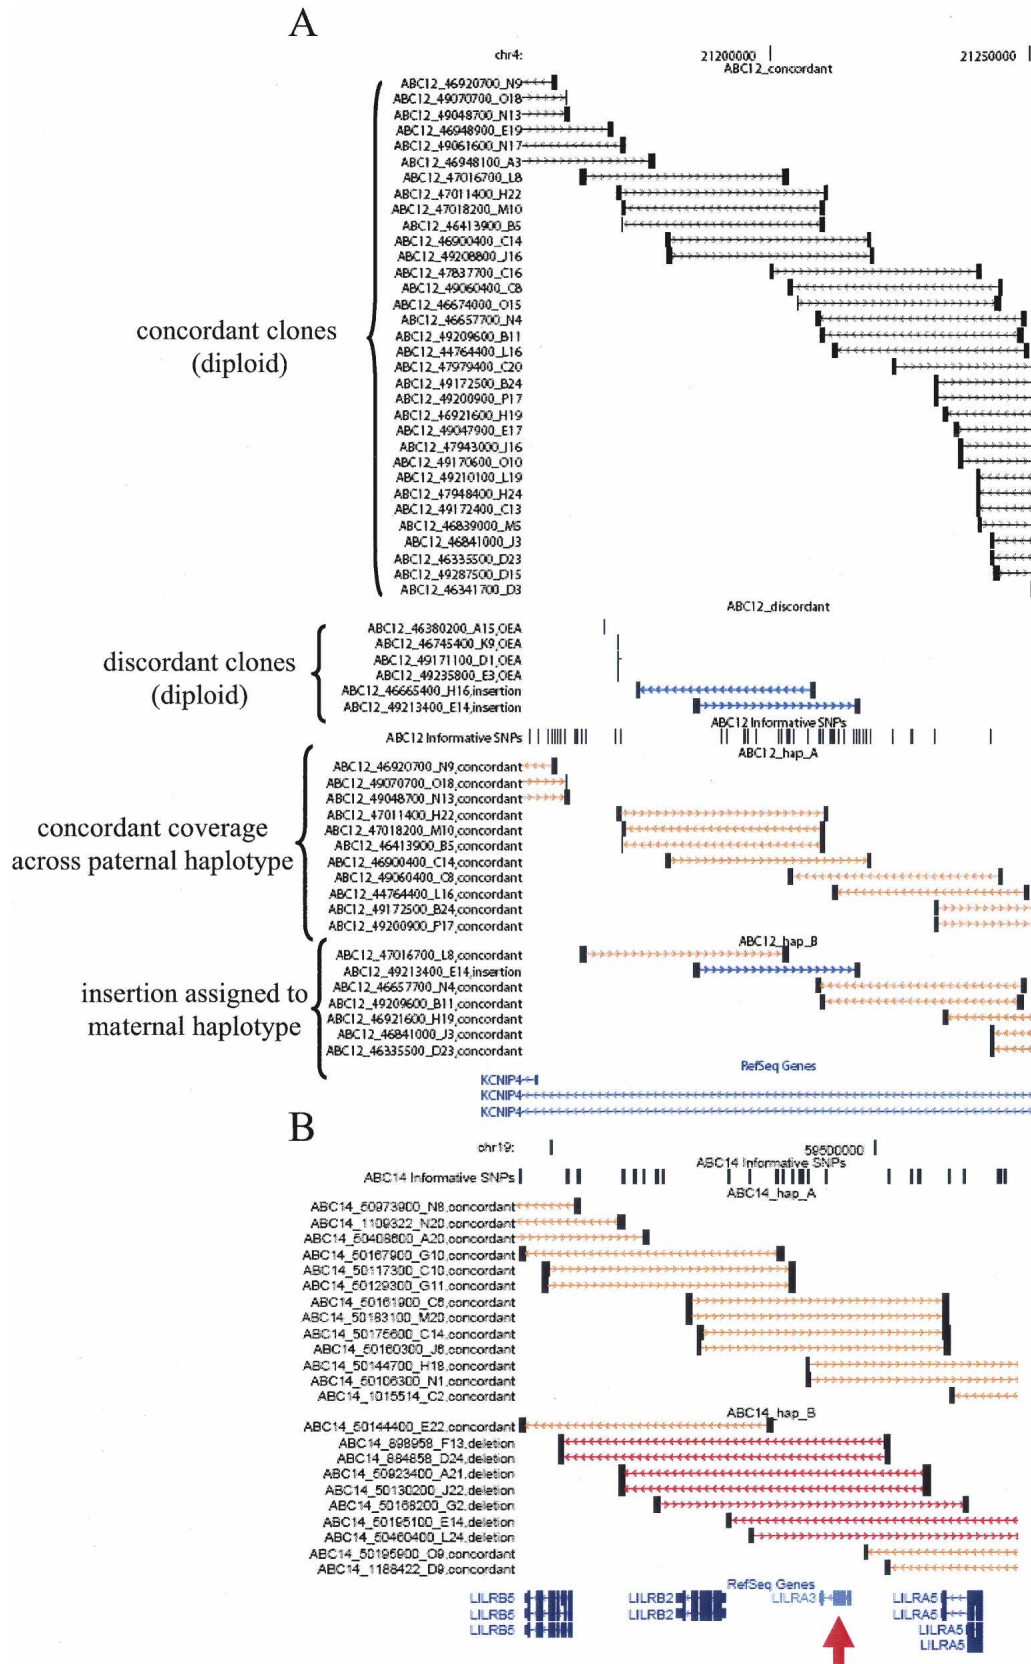 A
chr4: 21200000 21250000
ABC12_concordant
ABC12_46920700_N9
ABC12_49070700_O18
ABC12_49048700_N13
ABC12_46948900_E19
ABC12_49061600_N17
ABC12_46948100_A3
ABC12_47016700_L8
ABC12_47011400_H22
ABC12_47018200_M10
ABC12_46413900_B5
ABC12_46900400_C14
ABC12_49208800_J16
ABC12_47837700_C16
ABC12_49060400_C8
ABC12_46674000_O15
ABC12_46657700_N4
ABC12_49209600_B11
ABC12_44764400_L16
ABC12_47979400_C20
ABC12_49172500_B24
ABC12_49200900_P17
ABC12_46921600_H19
ABC12_49047900_E17
ABC12_47943000_J16
ABC12_49170600_O10
ABC12_49210100_L19
ABC12_47948400_H24
ABC12_49172400_C13
ABC12_46839000_M5
ABC12_46841000_J3
ABC12_46335500_D23
ABC12_49287500_D15
ABC12_46341700_D3
concordant clones
(diploid)
ABC12_discordant
ABC12_46380200_A15,OEA
ABC12_46745400_K9,OEA
ABC12_49171100_D1,OEA
ABC12_49235800_E3,OEA
ABC12_46665400_H16,insertion
ABC12_49213400_E14,insertion
discordant clones
(diploid)
ABC12 Informative SNPs
ABC12 Informative SNPs
ABC12_hap_A
ABC12_46920700_N9,concordant
ABC12_49070700_O18,concordant
ABC12_49048700_N13,concordant
ABC12_47011400_H22,concordant
ABC12_47018200_M10,concordant
ABC12_46413900_B5,concordant
ABC12_46900400_C14,concordant
ABC12_49060400_C8,concordant
ABC12_44764400_L16,concordant
ABC12_49172500_B24,concordant
ABC12_49200900_P17,concordant
concordant coverage
across paternal haplotype
ABC12_hap_B
ABC12_47016700_L8,concordant
ABC12_49213400_E14,insertion
ABC12_46657700_N4,concordant
ABC12_49209600_B11,concordant
ABC12_46921600_H19,concordant
ABC12_46841000_J3,concordant
ABC12_46335500_D23,concordant
insertion assigned to
maternal haplotype
RefSeq Genes
KCNIP4
KCNIP4
KCNIP4
B
chr19: 59500000
ABC14 Informative SNPs
ABC14 Informative SNPs
ABC14_hap_A
ABC14_50973900_N8,concordant
ABC14_1109322_N20,concordant
ABC14_50408600_A20,concordant
ABC14_50167900_G10,concordant
ABC14_50117300_C10,concordant
ABC14_50129300_G11,concordant
ABC14_50161900_C6,concordant
ABC14_50183100_M20,concordant
ABC14_50175600_C14,concordant
ABC14_50160300_J6,concordant
ABC14_50144700_H18,concordant
ABC14_50106300_N1,concordant
ABC14_1015514_C2,concordant
ABC14_hap_B
ABC14_50144400_E22,concordant
ABC14_898958_F13,deletion
ABC14_884858_D24,deletion
ABC14_50923400_A21,deletion
ABC14_50130200_J22,deletion
ABC14_50168200_G2,deletion
ABC14_50195100_E14,deletion
ABC14_50460400_L24,deletion
ABC14_50195900_O9,concordant
ABC14_1188422_D9,concordant
RefSeq Genes
LILRB5 LILRB2 LILRA3 LILRA5
LILRB5 LILRB2 LILRA5
LILRB5 LILRA5
LILRA5